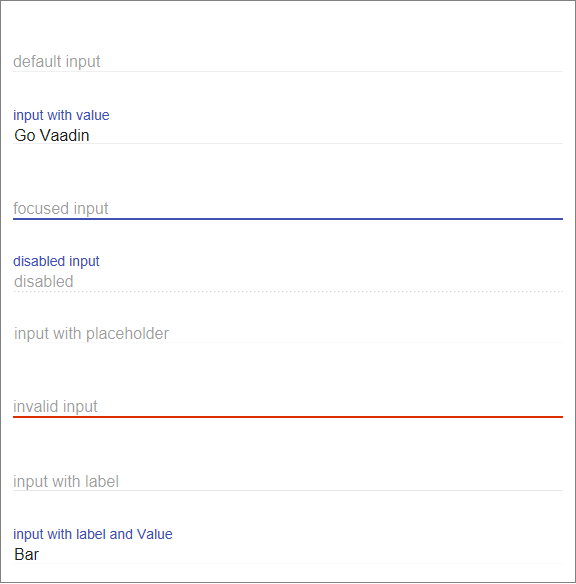 default input
input with value
Go Vaadin
focused input
disabled input
disabled
input with placeholder
invalid input
input with label
input with label and Value
Bar